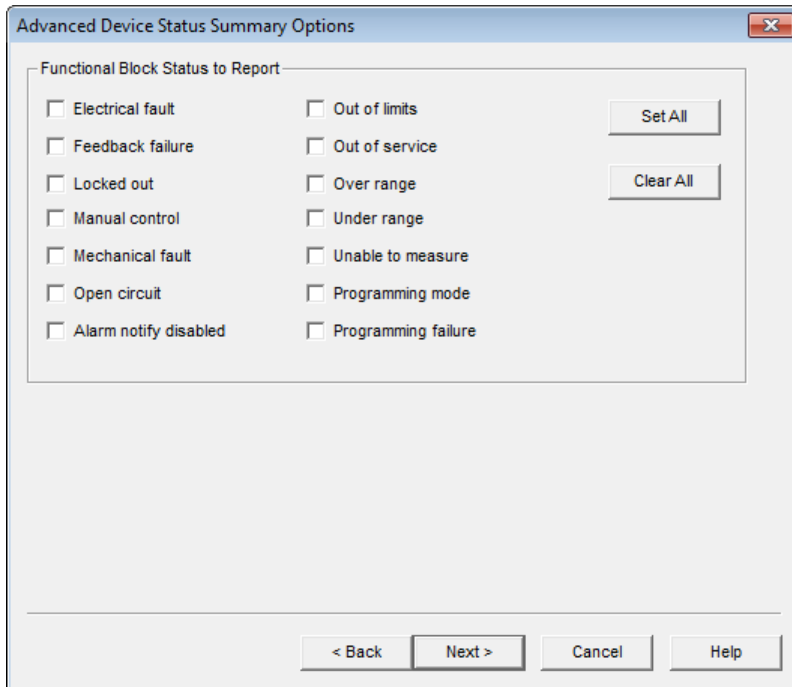 Advanced Device Status Summary Options
Functional Block Status to Report
Electrical fault
Feedback failure
Locked out
Manual control
Mechanical fault
Open circuit
Alarm notify disabled
Out of limits
Out of service
Over range
Under range
Unable to measure
Programming mode
Programming failure
Set All
Clear All
< Back
Next >
Cancel
Help